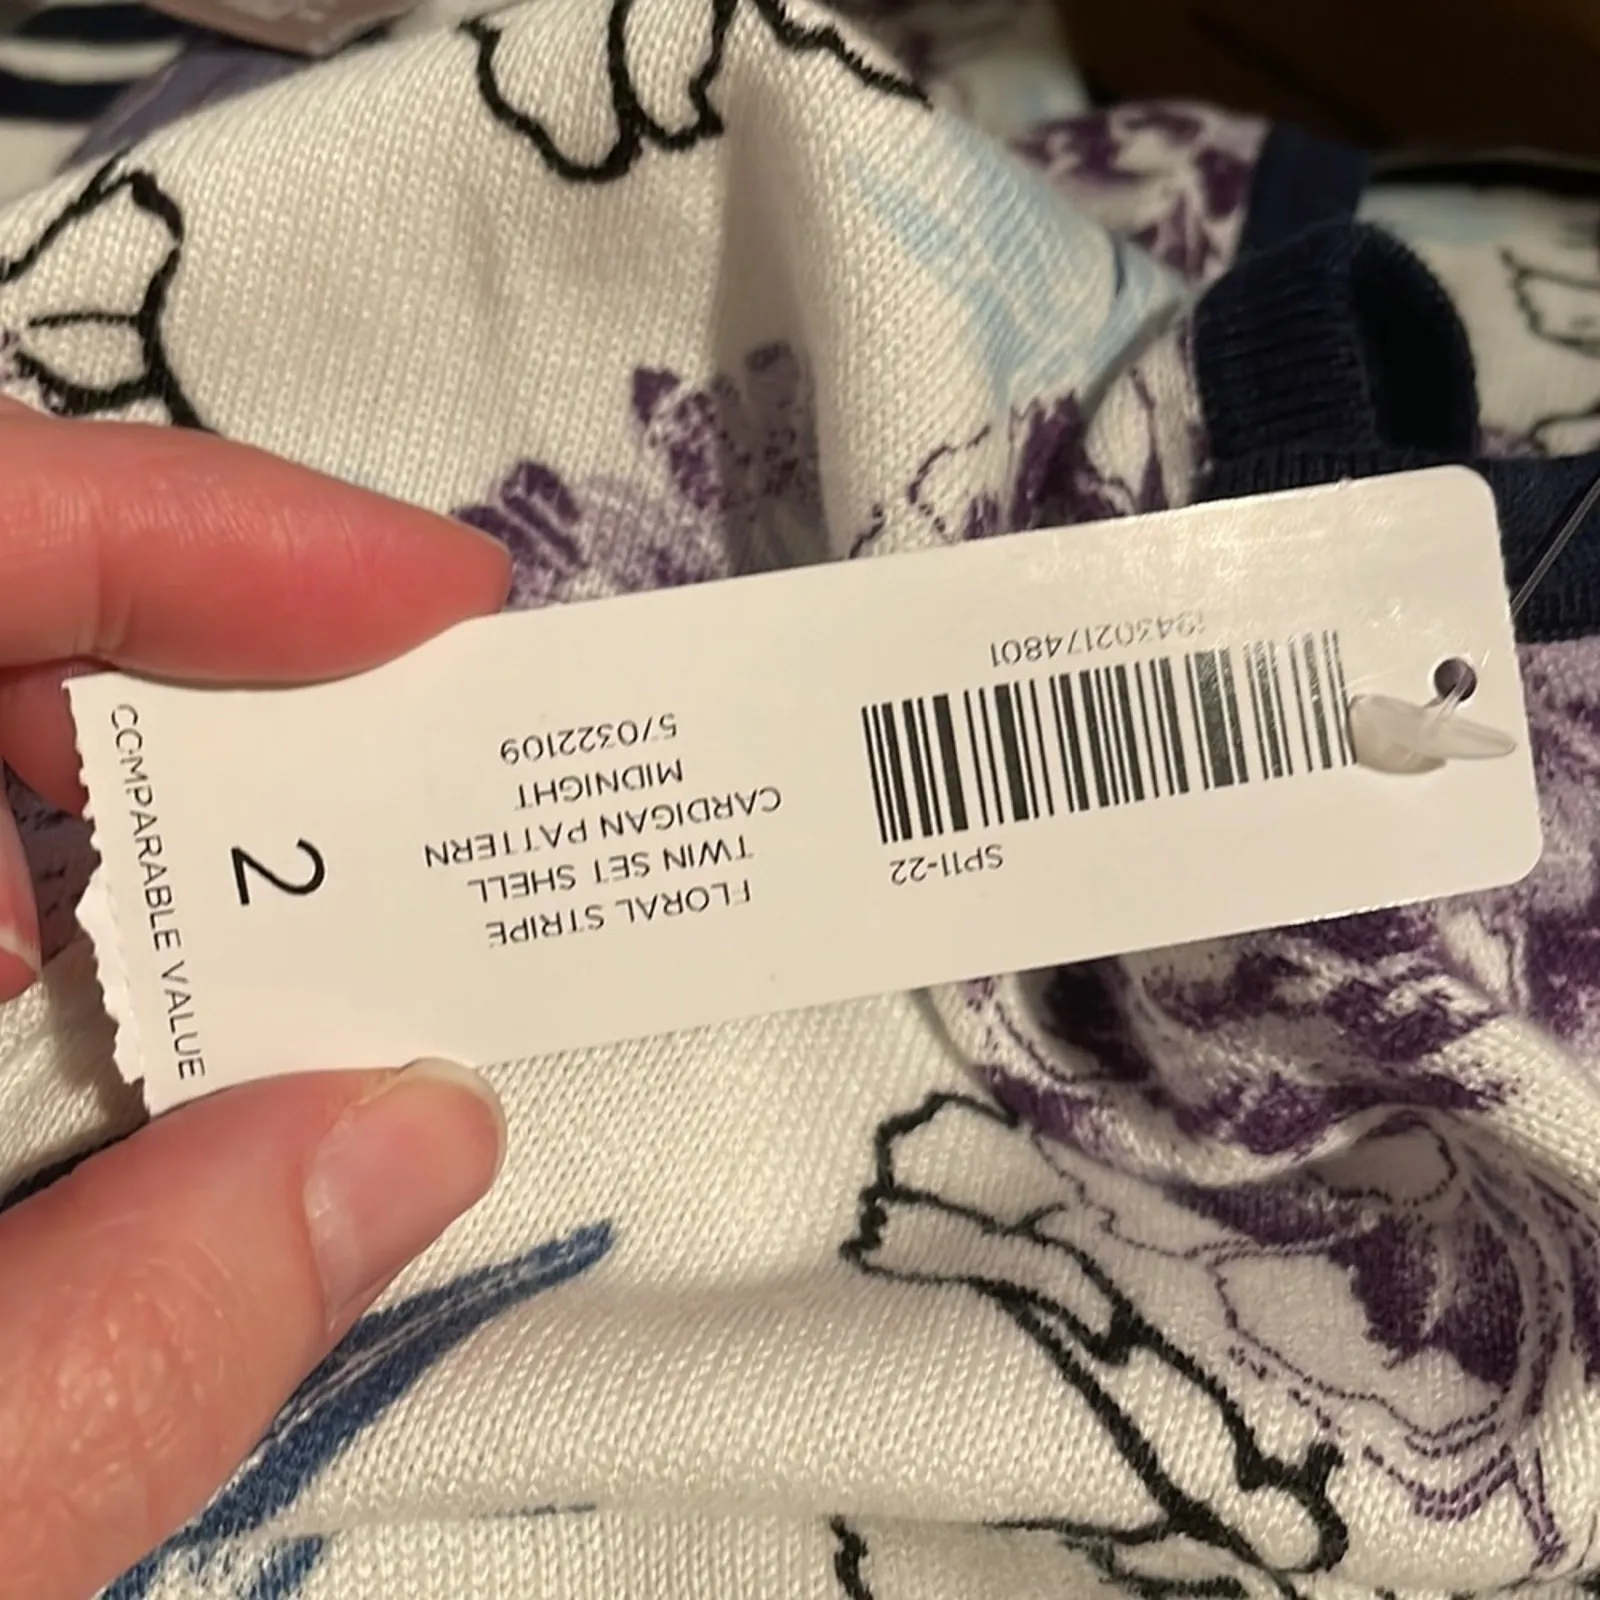 SP11-22
194302174801
FLORAL STRIPE
TWIN SET SHELL
CARDIGAN PATTERN
MIDNIGHT
570322109
2
COMPARABLE VALUE